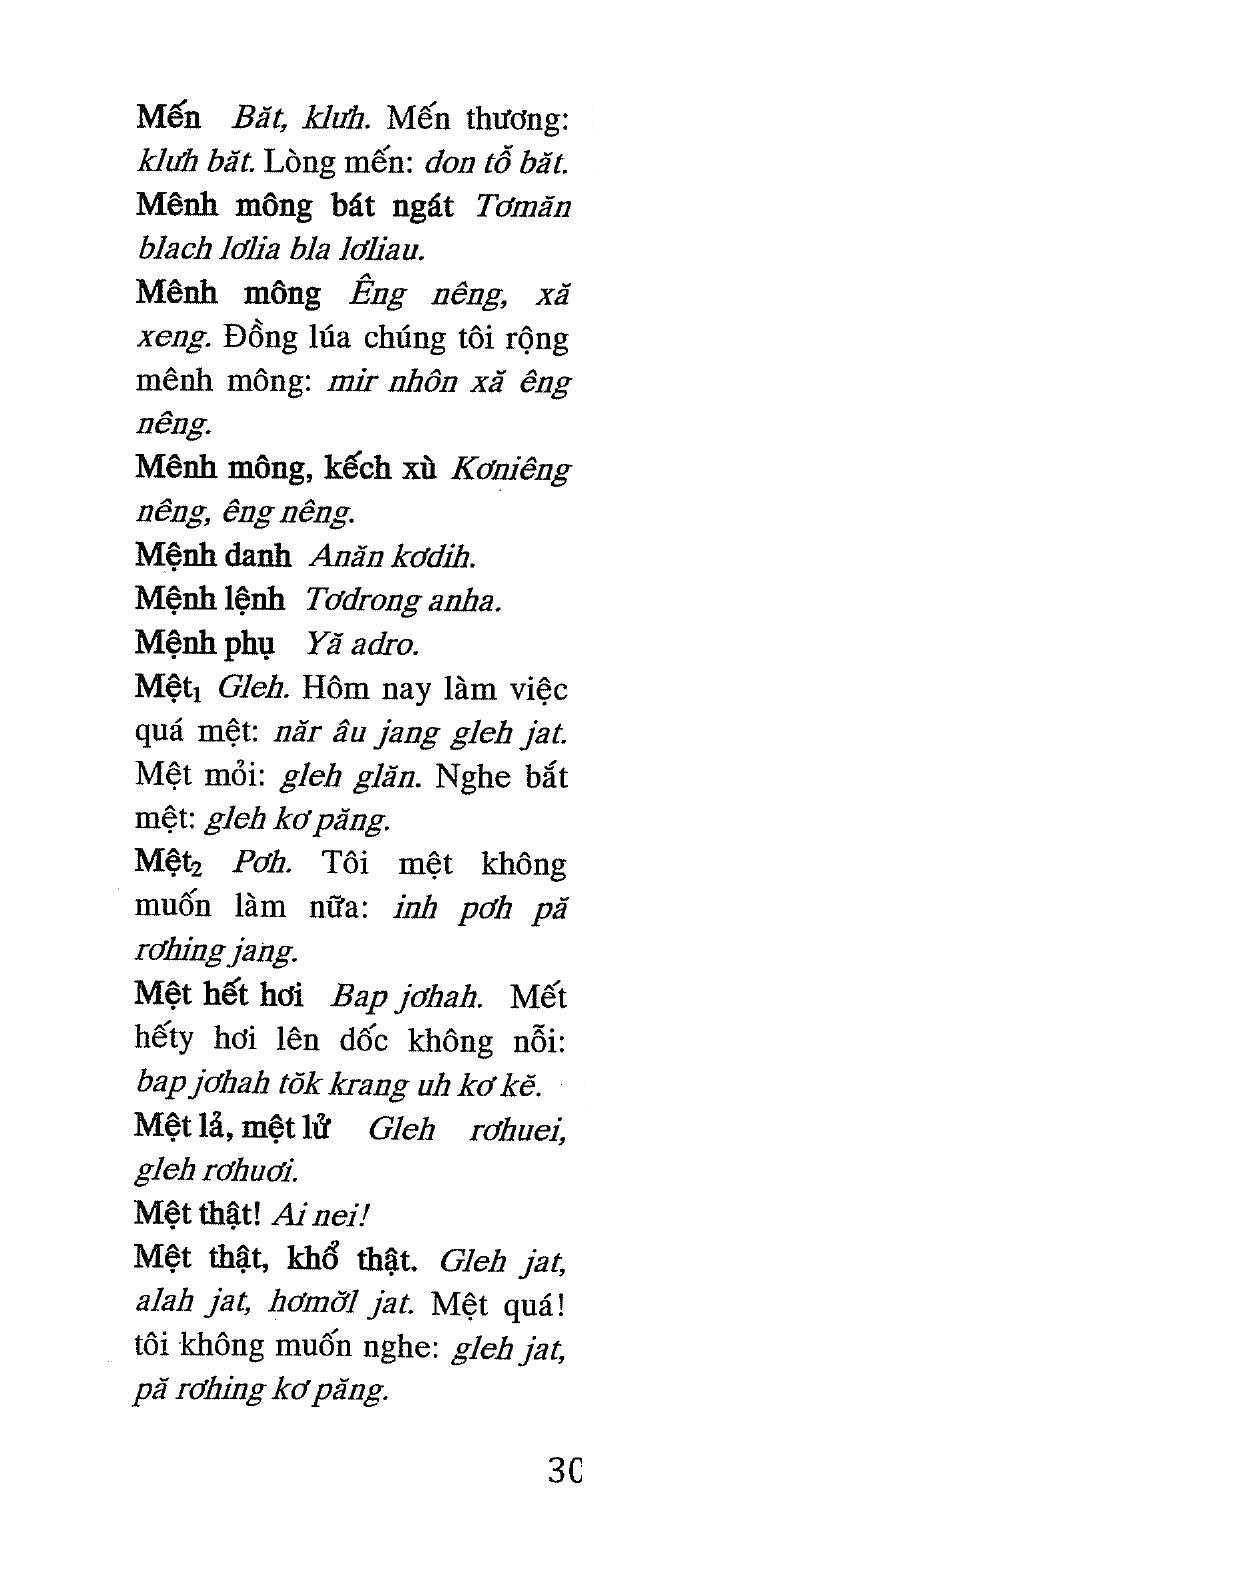 Mến Băt, klưh. Mến thương:
klưh băt. Lòng mến: don tỗ băt.
Mênh mông bát ngát Tơmăn
blach lơlia bla lơliau.
Mênh mông Êng nêng, xă
xeng. Đồng lúa chúng tôi rộng
mênh mông: mir nhôn xă êng
nêng.
Mênh mông, kếch xù Kơniêng
nêng, êng nêng.
Mệnh danh Anăn kơdih.
Mệnh lệnh Tơdrong anha.
Mệnh phụ Yă adro.
Mệt₁ Gleh. Hôm nay làm việc
quá mệt: năr âu jang gleh jat.
Mệt mỏi: gleh glăn. Nghe bắt
mệt: gleh kơ păng.
Mệt₂ Pơh. Tôi mệt không
muốn làm nữa: inh pơh pă
rơhing jang.
Mệt hết hơi Bap jơhah. Mết
hếty hơi lên dốc không nỗi:
bap jơhah tŏk krang uh kơ kĕ.
Mệt lả, mệt lử Gleh rơhuei,
gleh rơhuơi.
Mệt thật! Ai nei!
Mệt thật, khổ thật. Gleh jat,
alah jat, hơmơ̆l jat. Mệt quá!
tôi không muốn nghe: gleh jat,
pă rơhing kơ păng.
30